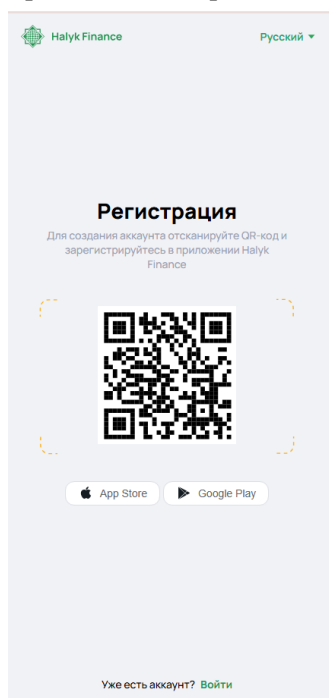 Halyk Finance
Русский
Регистрация
Для создания аккаунта отсканируйте QR-код и
зарегистрируйтесь в приложении Halyk
Finance
App Store
Google Play
Уже есть аккаунт? Войти